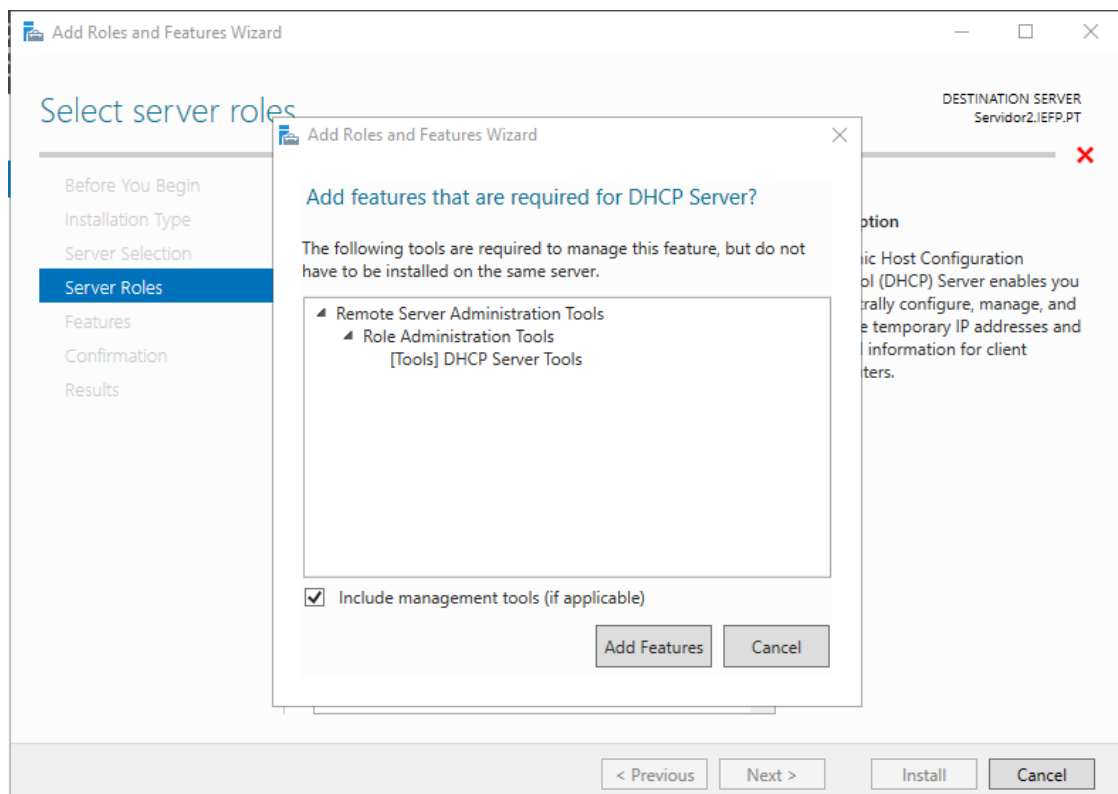 Add Roles and Features Wizard
Select server roles
DESTINATION SERVER
Servidor2.IEFP.PT
Before You Begin
Installation Type
Server Selection
Server Roles
Features
Confirmation
Results
Add Roles and Features Wizard
Add features that are required for DHCP Server?
The following tools are required to manage this feature, but do not
have to be installed on the same server.
Remote Server Administration Tools
Role Administration Tools
[Tools] DHCP Server Tools
Include management tools (if applicable)
Add Features
Cancel
Host Configuration
(DHCP) Server enables you
configure, manage, and
temporary IP addresses and
information for client
< Previous
Next >
Install
Cancel